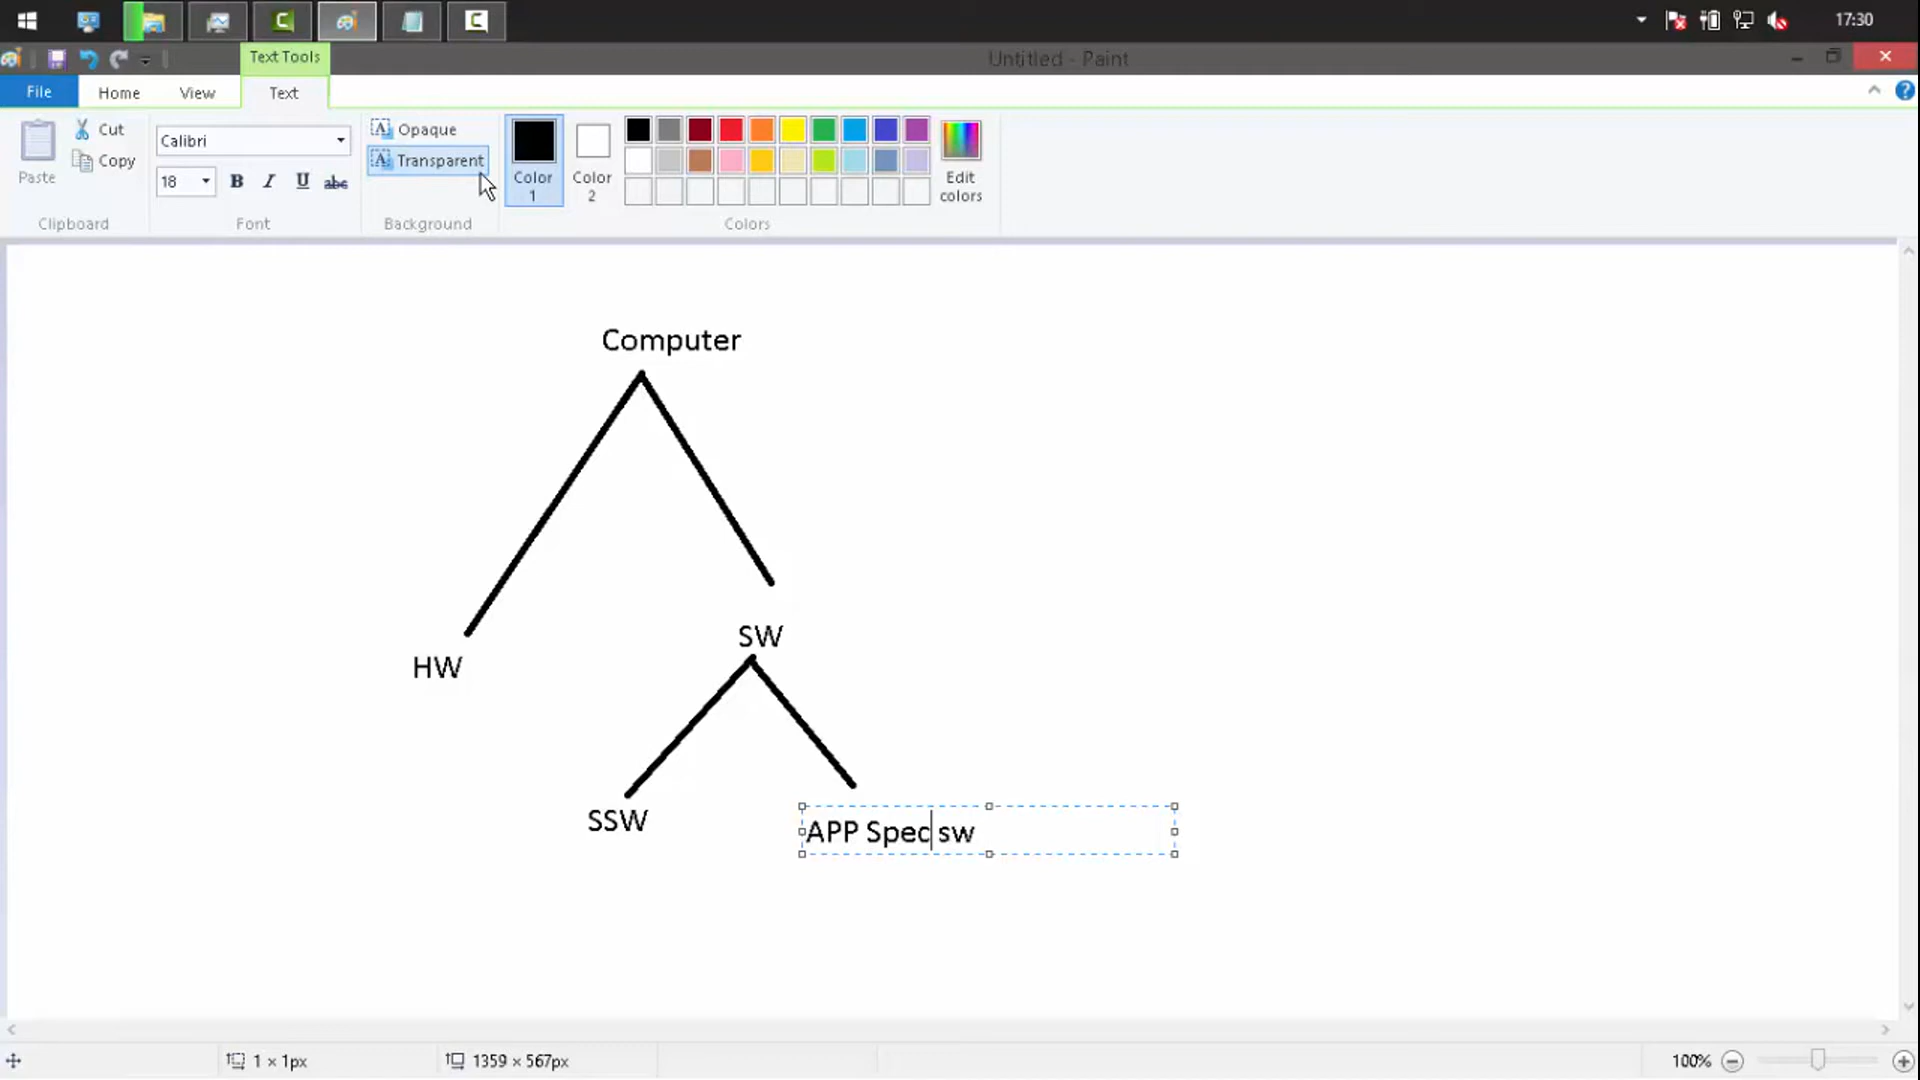 17:30
Text Tools
Untitled - Paint
File Home View Text
Paste
Cut
Copy
Clipboard
Calibri
18 B I U abc
Font
Opaque
Transparent
Background
Color 1
Color 2
Edit colors
Colors
Computer
HW
SW
SSW
APP Spec sw
1 × 1px
1359 × 567px
100%